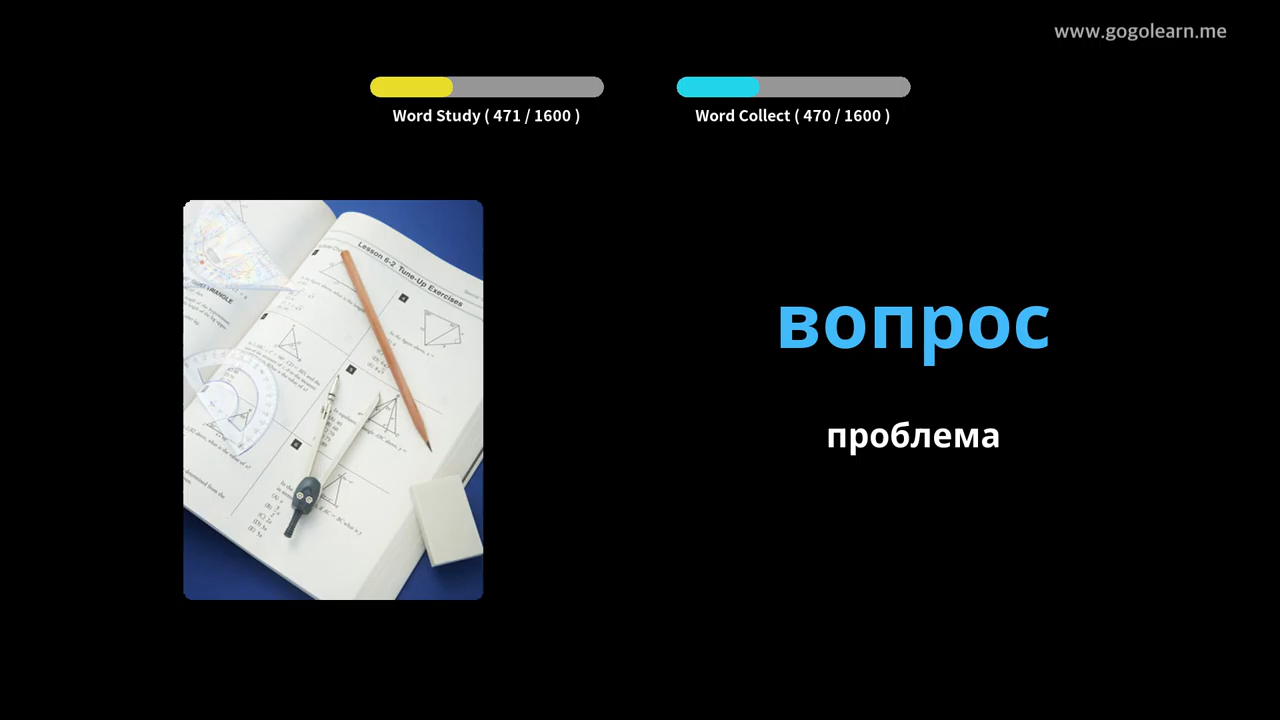 www.gogolearn.me
Word Study ( 471 / 1600 )
Word Collect ( 470 / 1600 )
Lesson 6-2 Tune-Up Exercises
вопрос
проблема